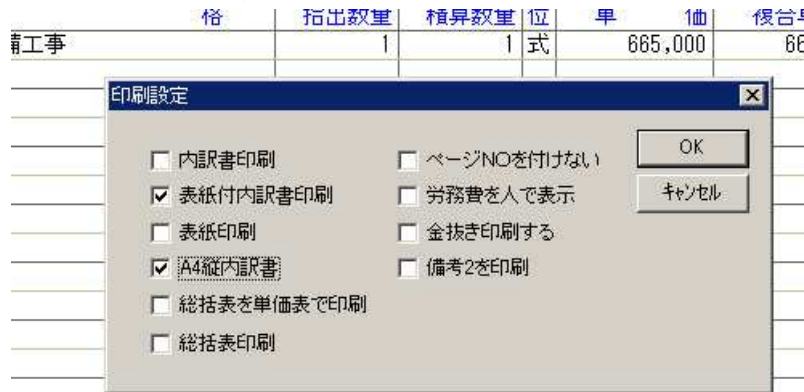 格 拾出数量 積算数量 位 単 価
備工事 1 1 式 665,000 66
印刷設定
内訳書印刷 ページNOを付けない OK
表紙付内訳書印刷 労務費を人で表示 キャンセル
表紙印刷 金抜き印刷する
A4縦内訳書 備考2を印刷
総括表を単価表で印刷
総括表印刷